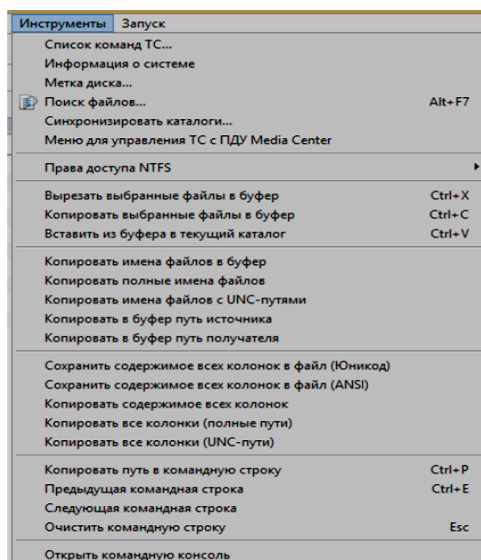 Инструменты Запуск
Список команд TC...
Информация о системе
Метка диска...
Поиск файлов... Alt+F7
Синхронизировать каталоги...
Меню для управления TC с ПДУ Media Center
Права доступа NTFS
Вырезать выбранные файлы в буфер Ctrl+X
Копировать выбранные файлы в буфер Ctrl+C
Вставить из буфера в текущий каталог Ctrl+V
Копировать имена файлов в буфер
Копировать полные имена файлов
Копировать имена файлов с UNC-путями
Копировать в буфер путь источника
Копировать в буфер путь получателя
Сохранить содержимое всех колонок в файл (Юникод)
Сохранить содержимое всех колонок в файл (ANSI)
Копировать содержимое всех колонок
Копировать все колонки (полные пути)
Копировать все колонки (UNC-пути)
Копировать путь в командную строку Ctrl+P
Предыдущая командная строка Ctrl+E
Следующая командная строка
Очистить командную строку Esc
Открыть командную консоль